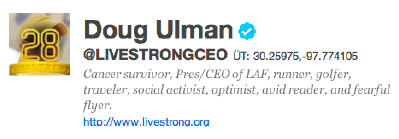 28
LIVESTRONG
Doug Ulman
@LIVESTRONGCEO ÜT: 30.25975,-97.774105
Cancer survivor, Pres/CEO of LAF, runner, golfer,
traveler, social activist, optimist, avid reader, and fearful
flyer.
http://www.livestrong.org